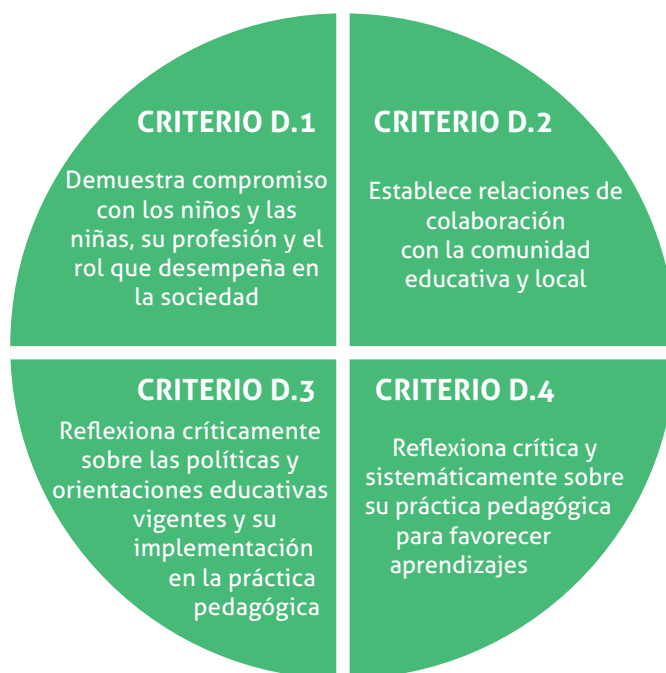 CRITERIO D.1
Demuestra compromiso
con los niños y las
niñas, su profesión y el
rol que desempeña en
la sociedad
CRITERIO D.2
Establece relaciones de
colaboración
con la comunidad
educativa y local
CRITERIO D.3
Reflexiona críticamente
sobre las políticas y
orientaciones educativas
vigentes y su
implementación
en la práctica
pedagógica
CRITERIO D.4
Reflexiona crítica y
sistemáticamente sobre
su práctica pedagógica
para favorecer
aprendizajes